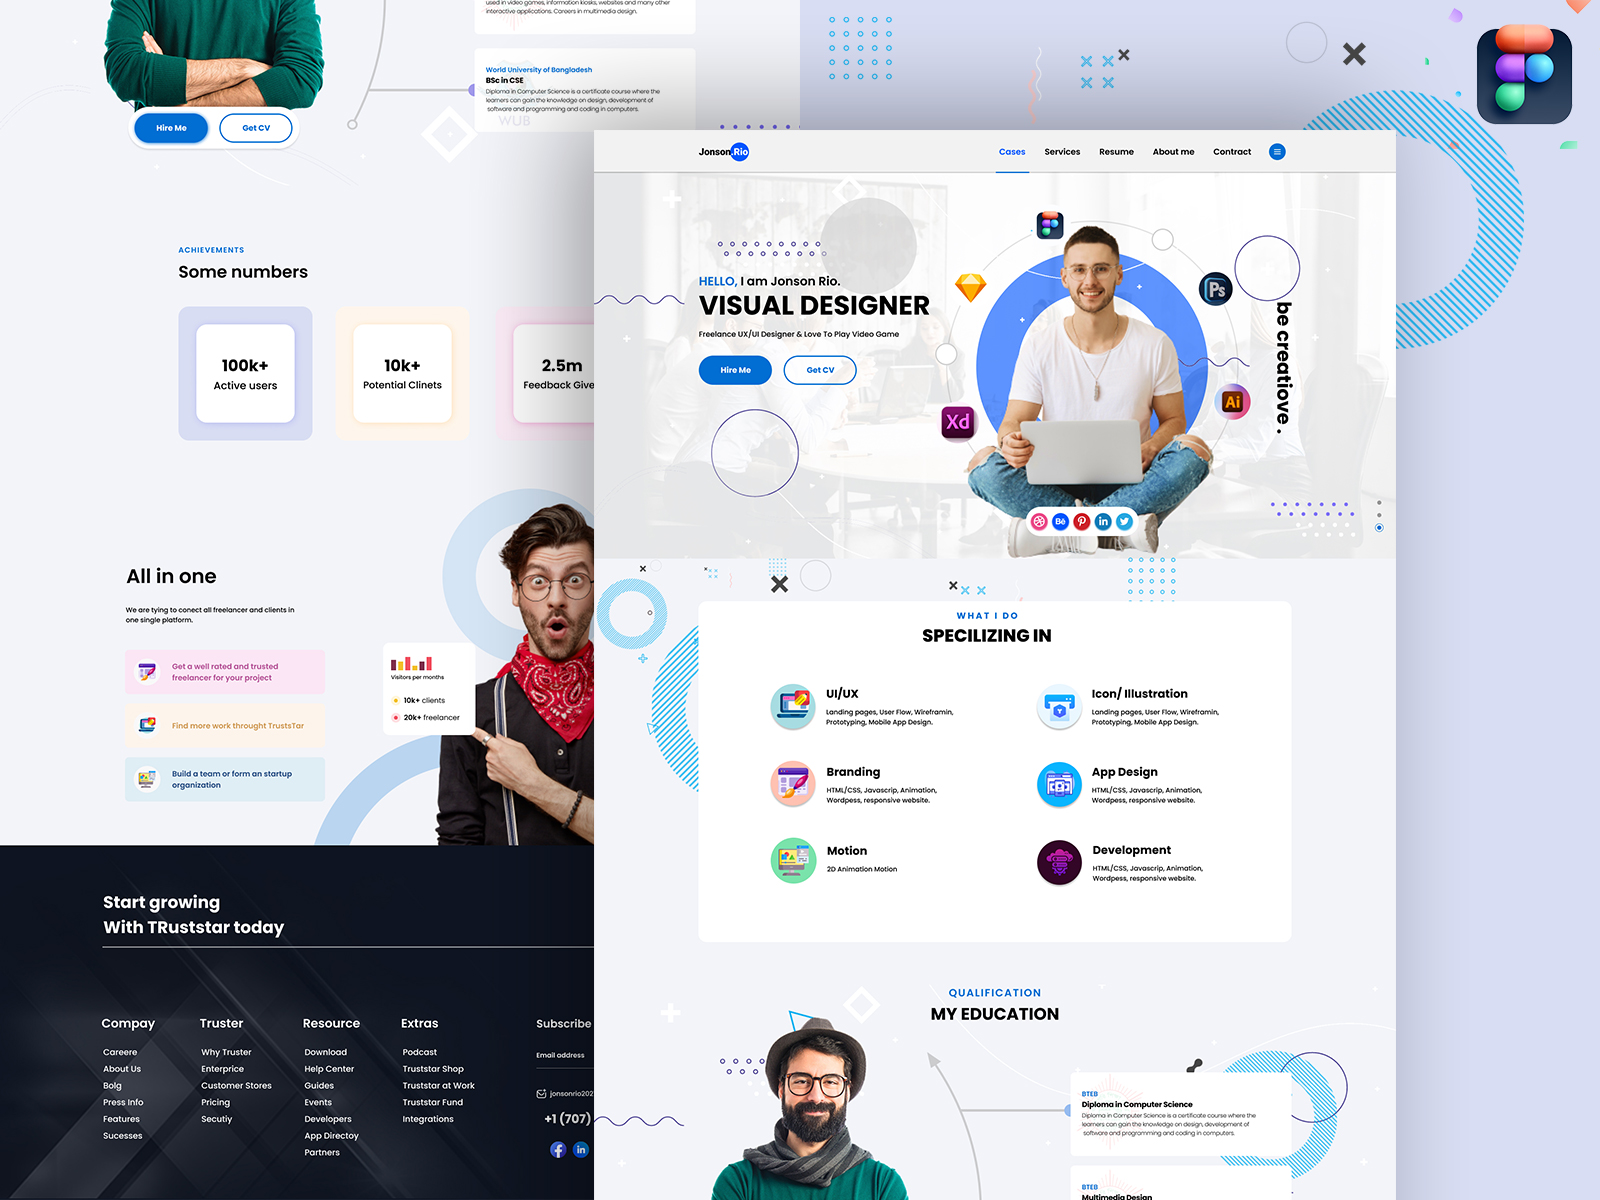 used in video games, information kiosks, websites and many other
interactive applications. Careers in multimedia design.
World University of Bangladesh
BSc in CSE
Diploma in Computer Science is a certificate course where the
learners can gain the knowledge on design, development of
software and programming and coding in computers.
WUB
Hire Me
Get CV
ACHIEVEMENTS
Some numbers
100k+
Active users
10k+
Potential Clinets
2.5m
Feedback Give
All in one
We are tying to conect all freelancer and clients in
one single platform.
Get a well rated and trusted
freelancer for your project
Find more work throught TrustsTar
Build a team or form an startup
organization
Visitors per months
10k+ clients
20k+ freelancer
Start growing
With TRuststar today
Compay
Careere
About Us
Bolg
Press Info
Features
Sucesses
Truster
Why Truster
Enterprice
Customer Stores
Pricing
Secutiy
Resource
Download
Help Center
Guides
Events
Developers
App Directoy
Partners
Extras
Podcast
Truststar Shop
Truststar at Work
Truststar Fund
Integrations
Subscribe
Email address
jonsonrio202
+1 (707)
Jonson.Rio
Cases
Services
Resume
About me
Contract
HELLO, I am Jonson Rio.
VISUAL DESIGNER
Freelance UX/UI Designer & Love To Play Video Game
Hire Me
Get CV
Ps
Ai
Xd
Bē
in
be creatiove .
WHAT I DO
SPECILIZING IN
UI/UX
Landing pages, User Flow, Wireframin,
Prototyping, Mobile App Design.
Icon/ Illustration
Landing pages, User Flow, Wireframin,
Prototyping, Mobile App Design.
Branding
HTML/CSS, Javascrip, Animation,
Wordpess, responsive website.
App Design
HTML/CSS, Javascrip, Animation,
Wordpess, responsive website.
Motion
2D Animation Motion
Development
HTML/CSS, Javascrip, Animation,
Wordpess, responsive website.
QUALIFICATION
MY EDUCATION
BTEB
Diploma in Computer Science
Diploma in Computer Science is a certificate course where the
learners can gain the knowledge on design, development of
software and programming and coding in computers.
BTEB
Multimedia Design